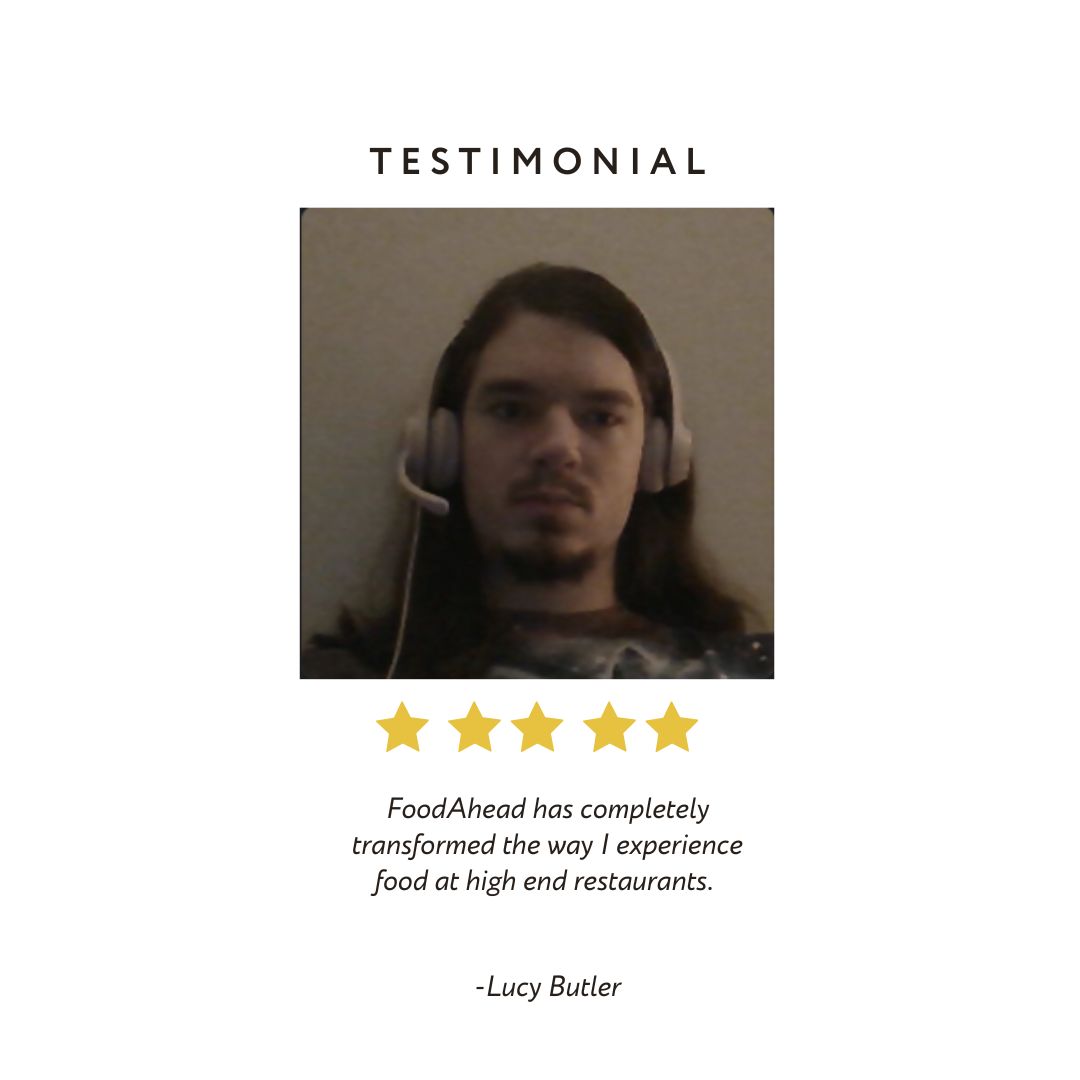 TESTIMONIAL
FoodAhead has completely
transformed the way I experience
food at high end restaurants.
-Lucy Butler